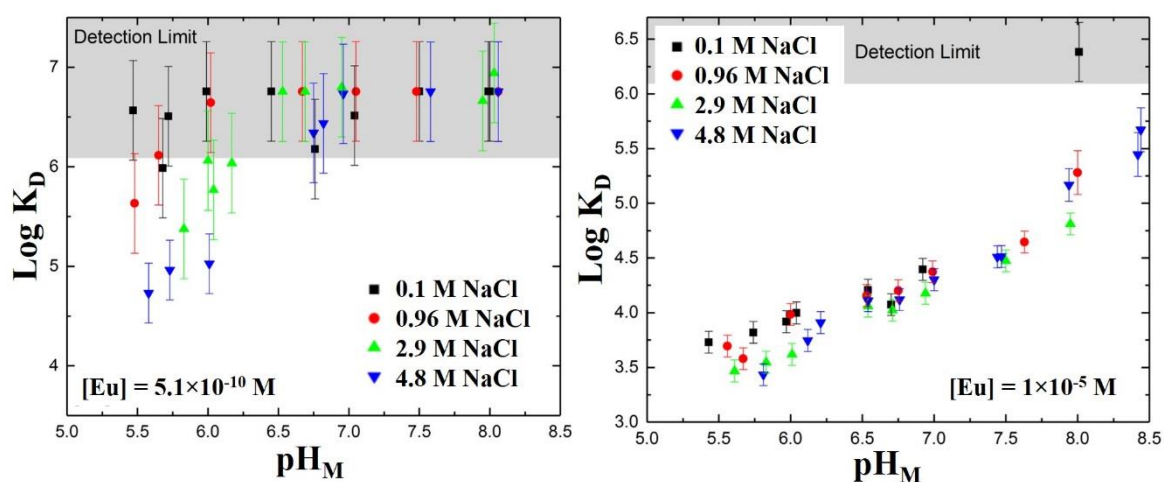 Detection Limit
7
6
5
4
Log K_D
0.1 M NaCl
0.96 M NaCl
2.9 M NaCl
4.8 M NaCl
[Eu] = 5.1×10⁻¹⁰ M
5.0 5.5 6.0 6.5 7.0 7.5 8.0 8.5
pH_M
0.1 M NaCl
0.96 M NaCl
2.9 M NaCl
4.8 M NaCl
Detection Limit
6.5
6.0
5.5
5.0
4.5
4.0
3.5
3.0
Log K_D
[Eu] = 1×10⁻⁵ M
5.0 5.5 6.0 6.5 7.0 7.5 8.0 8.5
pH_M